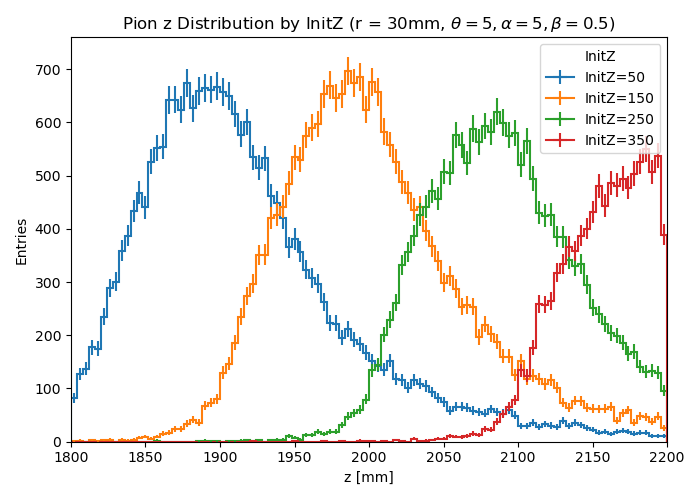 Pion z Distribution by InitZ (r = 30mm, θ = 5, α = 5, β = 0.5)
InitZ
InitZ=50
InitZ=150
InitZ=250
InitZ=350
Entries
700
600
500
400
300
200
100
0
1800 1850 1900 1950 2000 2050 2100 2150 2200
z [mm]